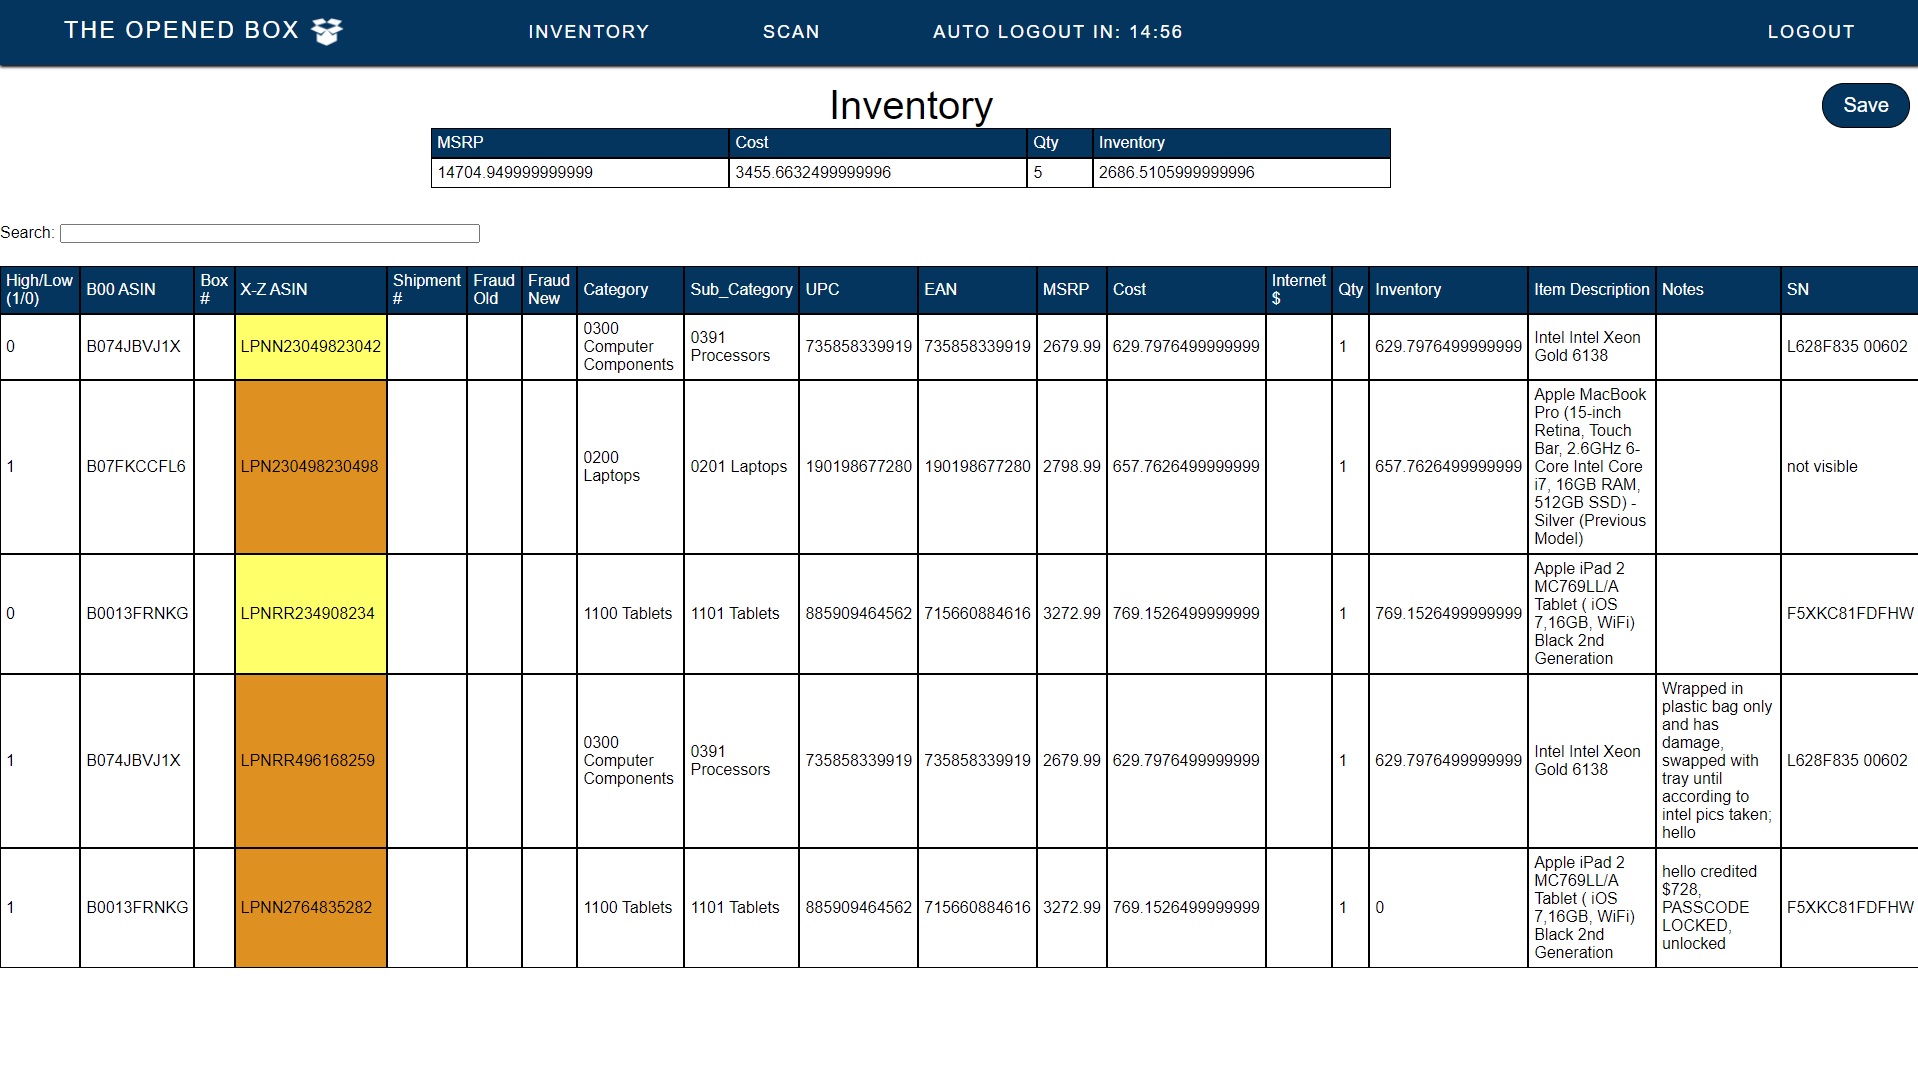 THE OPENED BOX
INVENTORY
SCAN
AUTO LOGOUT IN: 14:56
LOGOUT
Inventory
Save
MSRP Cost Qty Inventory
14704.949999999999 3455.6632499999996 5 2686.5105999999996
Search:
High/Low (1/0) B00 ASIN Box # X-Z ASIN Shipment # Fraud Old Fraud New Category Sub_Category UPC EAN MSRP Cost Internet $ Qty Inventory Item Description Notes SN
0 B074JBVJ1X LPNN23049823042 0300 Computer Components 0391 Processors 735858339919 735858339919 2679.99 629.7976499999999 1 629.7976499999999 Intel Intel Xeon Gold 6138 L628F835 00602
1 B07FKCCFL6 LPN230498230498 0200 Laptops 0201 Laptops 190198677280 190198677280 2798.99 657.7626499999999 1 657.7626499999999 Apple MacBook Pro (15-inch Retina, Touch Bar, 2.6GHz 6-Core Intel Core i7, 16GB RAM, 512GB SSD) - Silver (Previous Model) not visible
0 B0013FRNKG LPNRR234908234 1100 Tablets 1101 Tablets 885909464562 715660884616 3272.99 769.1526499999999 1 769.1526499999999 Apple iPad 2 MC769LL/A Tablet ( iOS 7,16GB, WiFi) Black 2nd Generation F5XKC81FDFHW
1 B074JBVJ1X LPNRR496168259 0300 Computer Components 0391 Processors 735858339919 735858339919 2679.99 629.7976499999999 1 629.7976499999999 Intel Intel Xeon Gold 6138 Wrapped in plastic bag only and has damage, swapped with tray until according to intel pics taken; hello L628F835 00602
1 B0013FRNKG LPNN2764835282 1100 Tablets 1101 Tablets 885909464562 715660884616 3272.99 769.1526499999999 1 0 Apple iPad 2 MC769LL/A Tablet ( iOS 7,16GB, WiFi) Black 2nd Generation hello credited $728, PASSCODE LOCKED, unlocked F5XKC81FDFHW